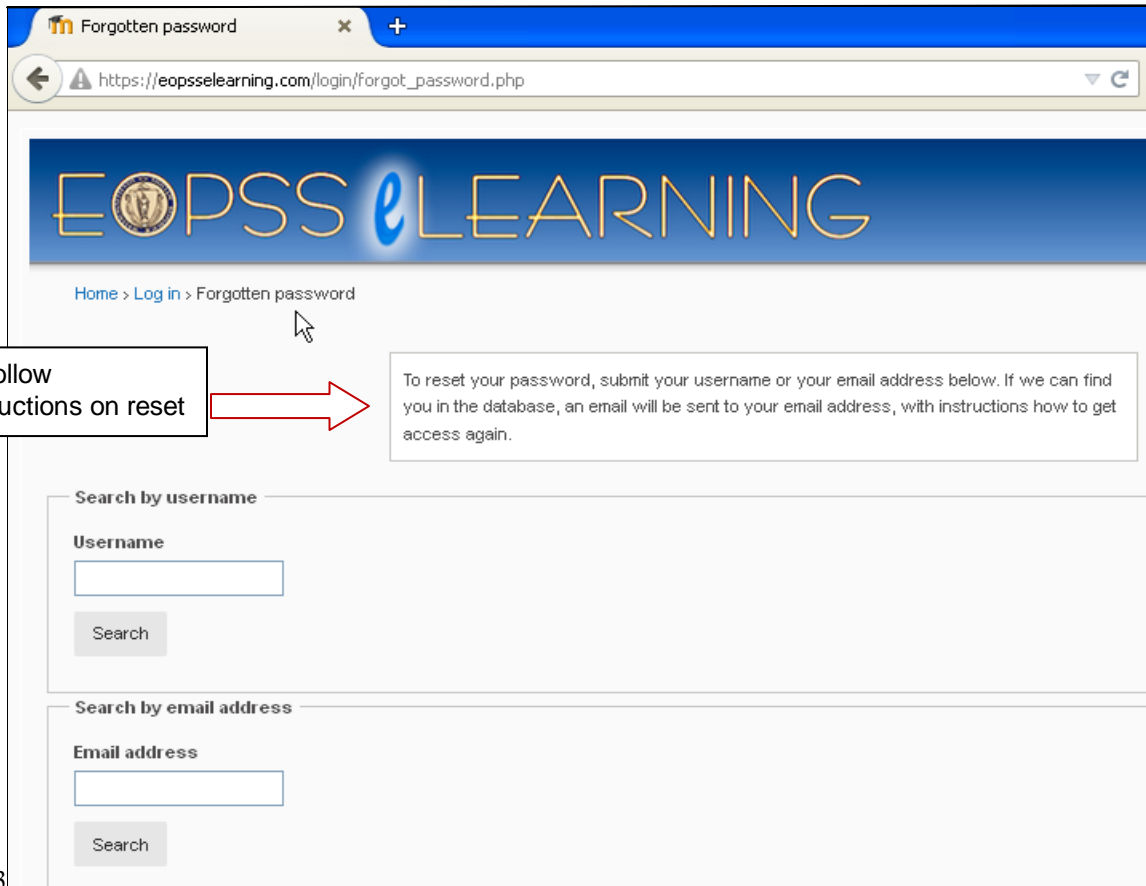 Forgotten password
https://eopsselearning.com/login/forgot_password.php
EOPSS eLEARNING
Home > Log in > Forgotten password
ollow
uctions on reset
To reset your password, submit your username or your email address below. If we can find
you in the database, an email will be sent to your email address, with instructions how to get
access again.
Search by username
Username
Search
Search by email address
Email address
Search